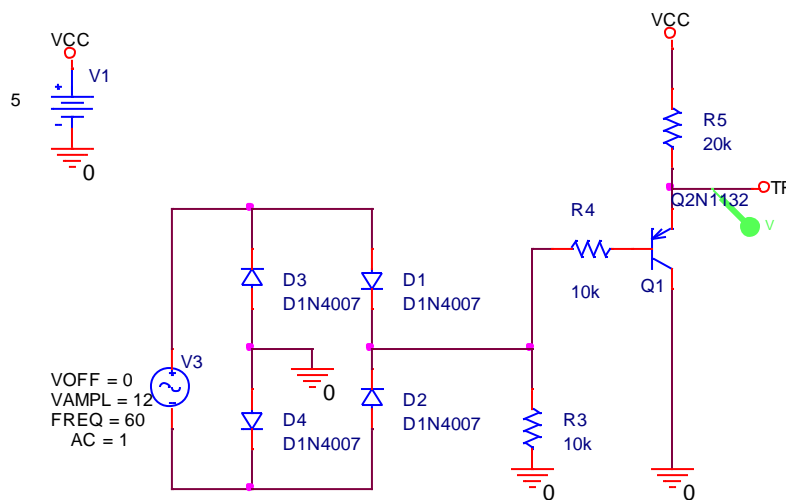 VCC
V1
5
0
VCC
R5
20k
TP
Q2N1132
V
R4
10k
Q1
D3
D1N4007
D1
D1N4007
V3
VOFF = 0
VAMPL = 12
FREQ = 60
AC = 1
0
D4
D1N4007
D2
D1N4007
R3
10k
0
0